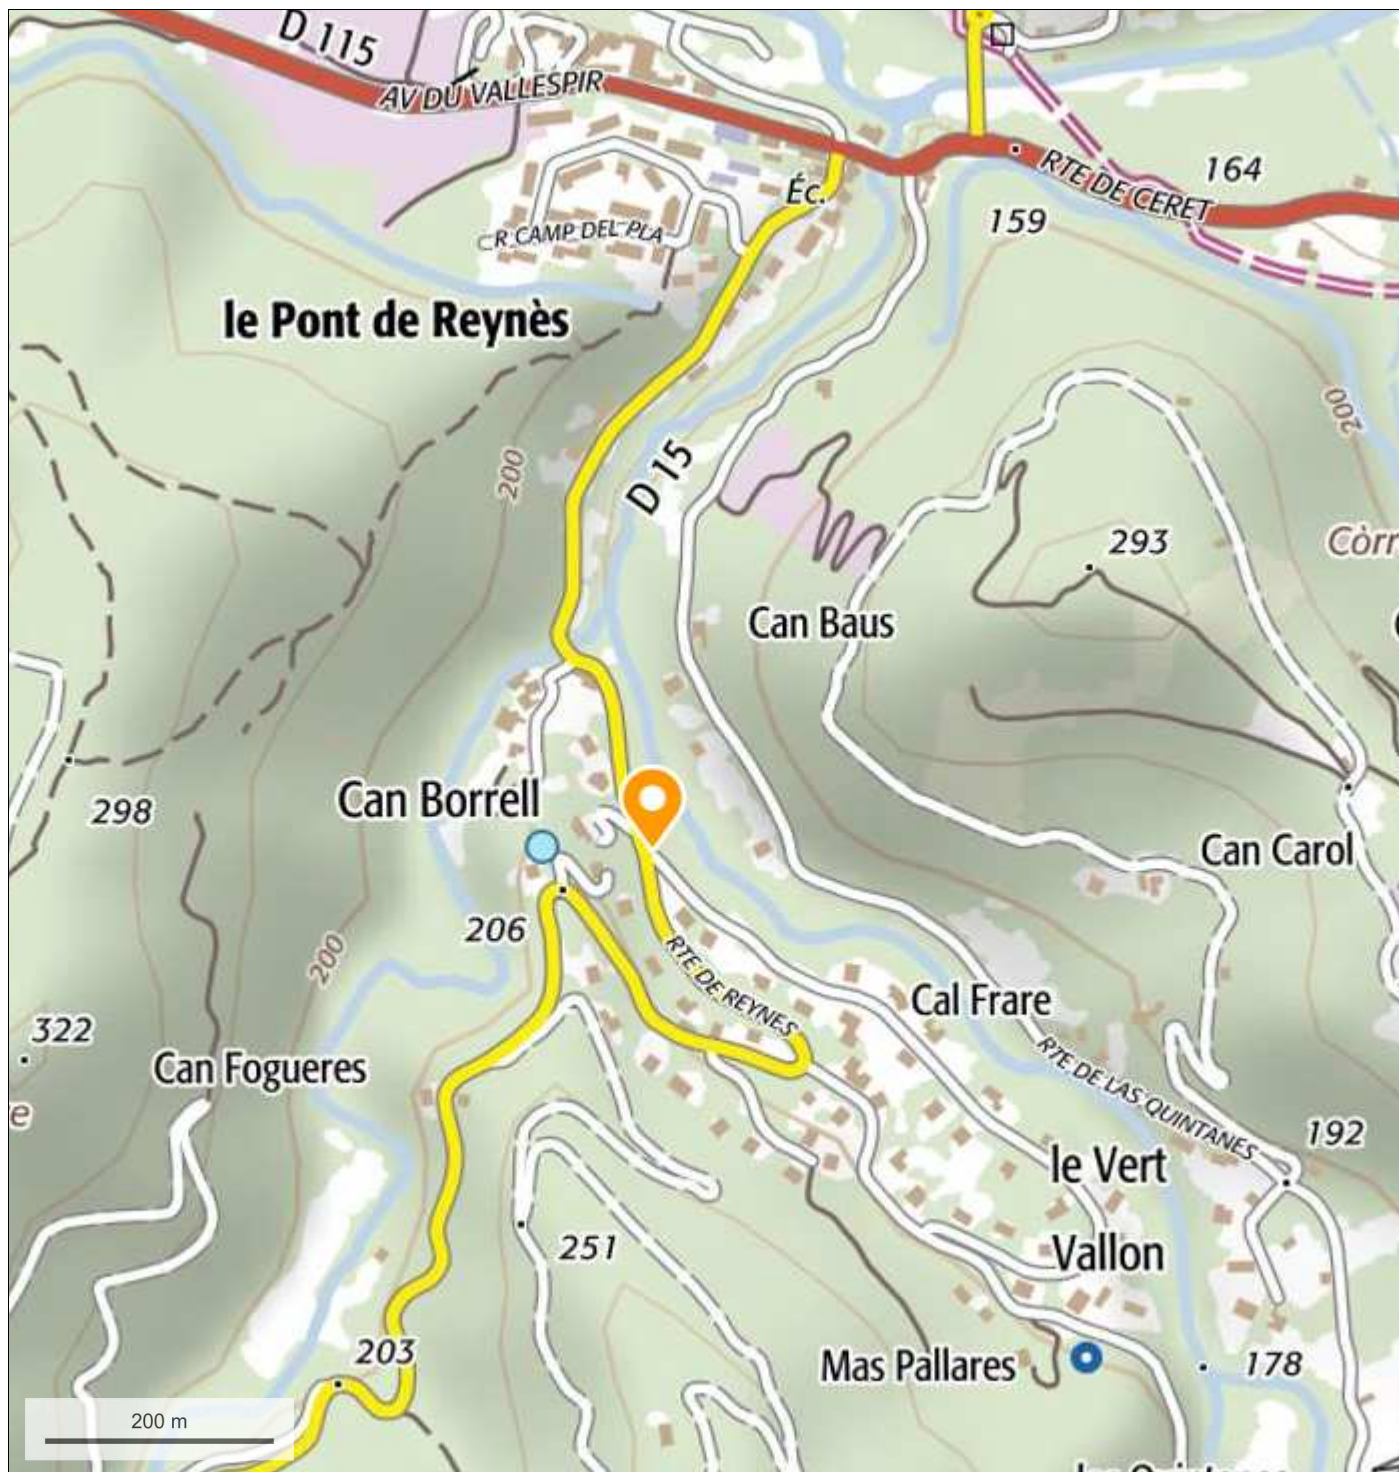 D 115
AV DU VALLESPIR
164
RTE DE CERET
Éc.
159
R CAMP DEL PLA
le Pont de Reynès
200
200
D 15
293
Còrr
Can Baus
298
Can Borrell
Can Carol
206
200
RTE DE REYNES
Cal Frare
322
Can Fogueres
RTE DE LAS QUINTANES
e
192
le Vert
Vallon
251
203
Mas Pallares
178
200 m